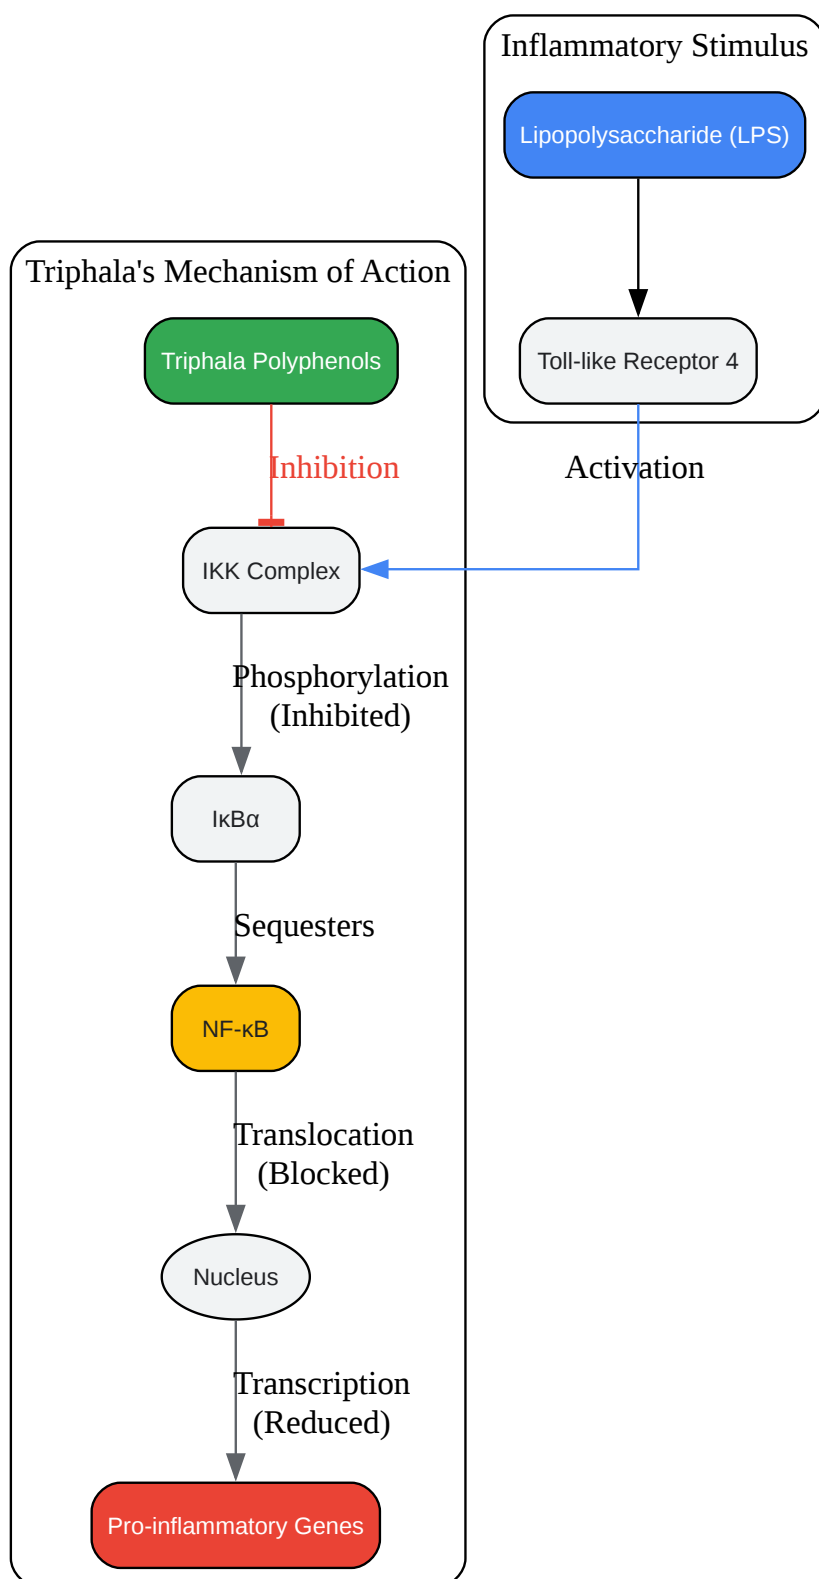 Inflammatory Stimulus
Lipopolysaccharide (LPS)
Triphala's Mechanism of Action
Triphala Polyphenols
Toll-like Receptor 4
Inhibition
Activation
IKK Complex
Phosphorylation
(Inhibited)
IκBα
Sequesters
NF-κB
Translocation
(Blocked)
Nucleus
Transcription
(Reduced)
Pro-inflammatory Genes